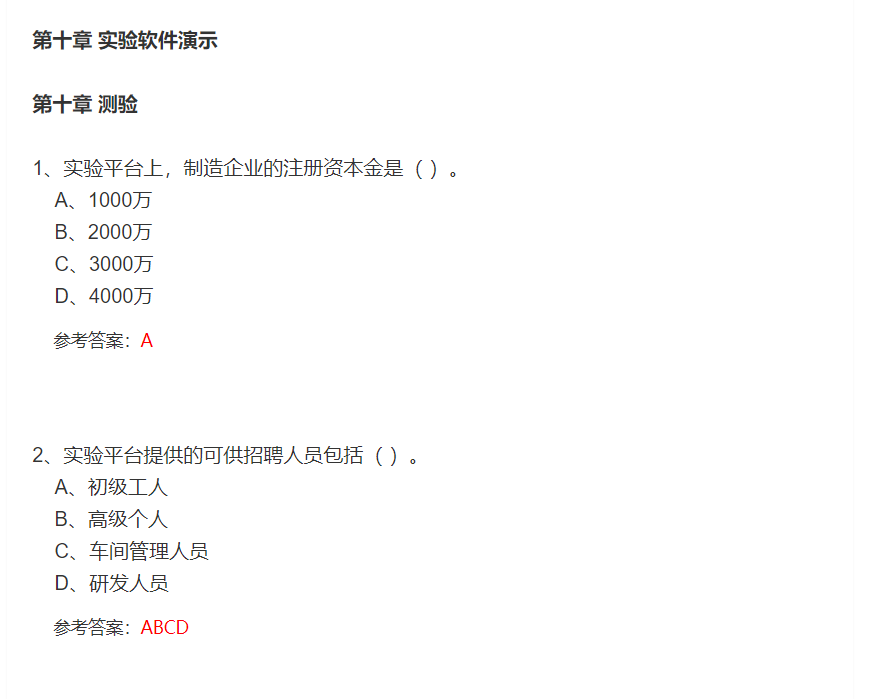 第十章 实验软件演示
第十章 测验
1、实验平台上，制造企业的注册资本金是（ ）。
A、1000万
B、2000万
C、3000万
D、4000万
参考答案：A
2、实验平台提供的可供招聘人员包括（ ）。
A、初级工人
B、高级个人
C、车间管理人员
D、研发人员
参考答案：ABCD